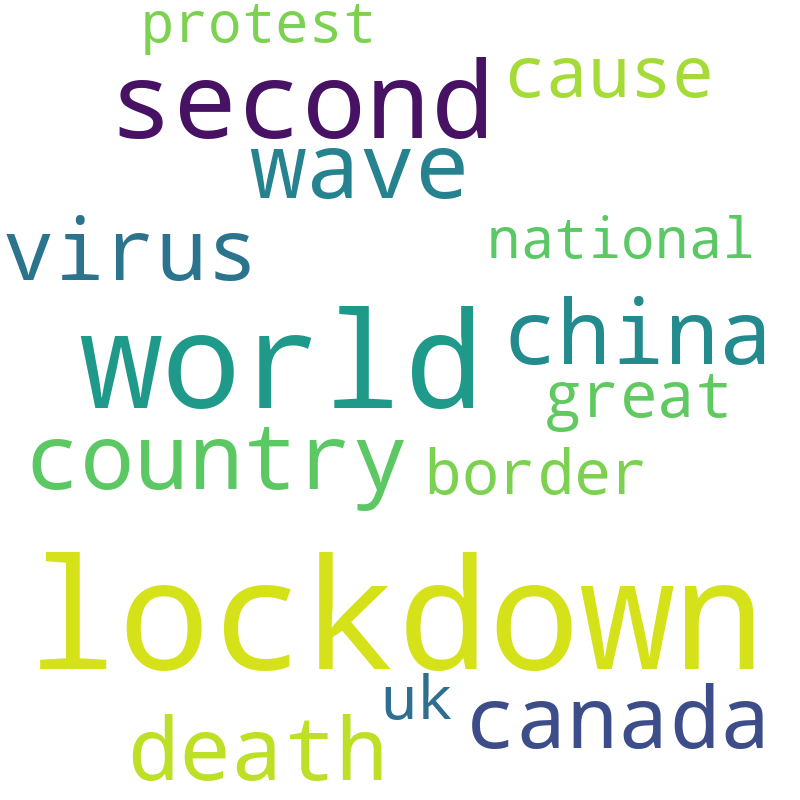 protest
cause
second
wave
virus
national
world
china
great
country
border
lockdown
uk
canada
death